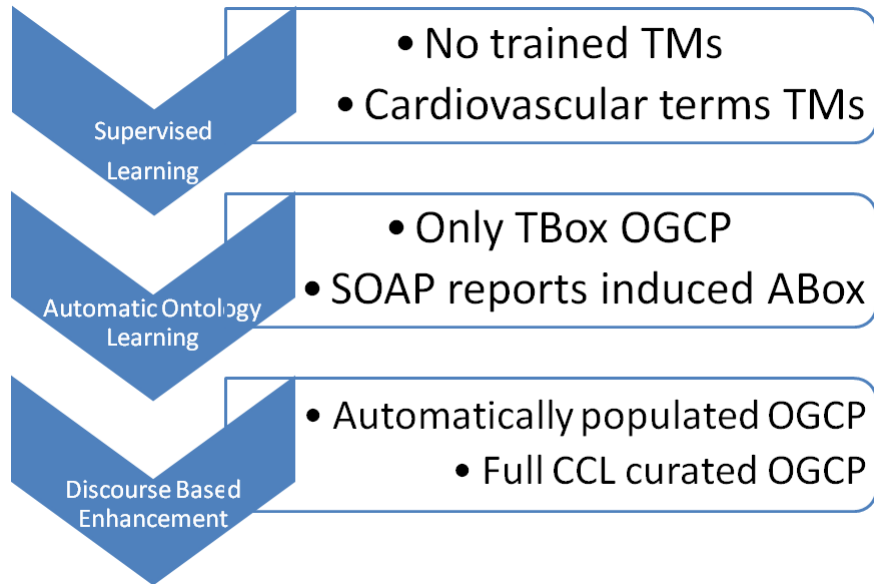 Supervised
Learning
• No trained TMs
• Cardiovascular terms TMs
Automatic Ontology
Learning
• Only TBox OGCP
• SOAP reports induced ABox
Discourse Based
Enhancement
• Automatically populated OGCP
• Full CCL curated OGCP